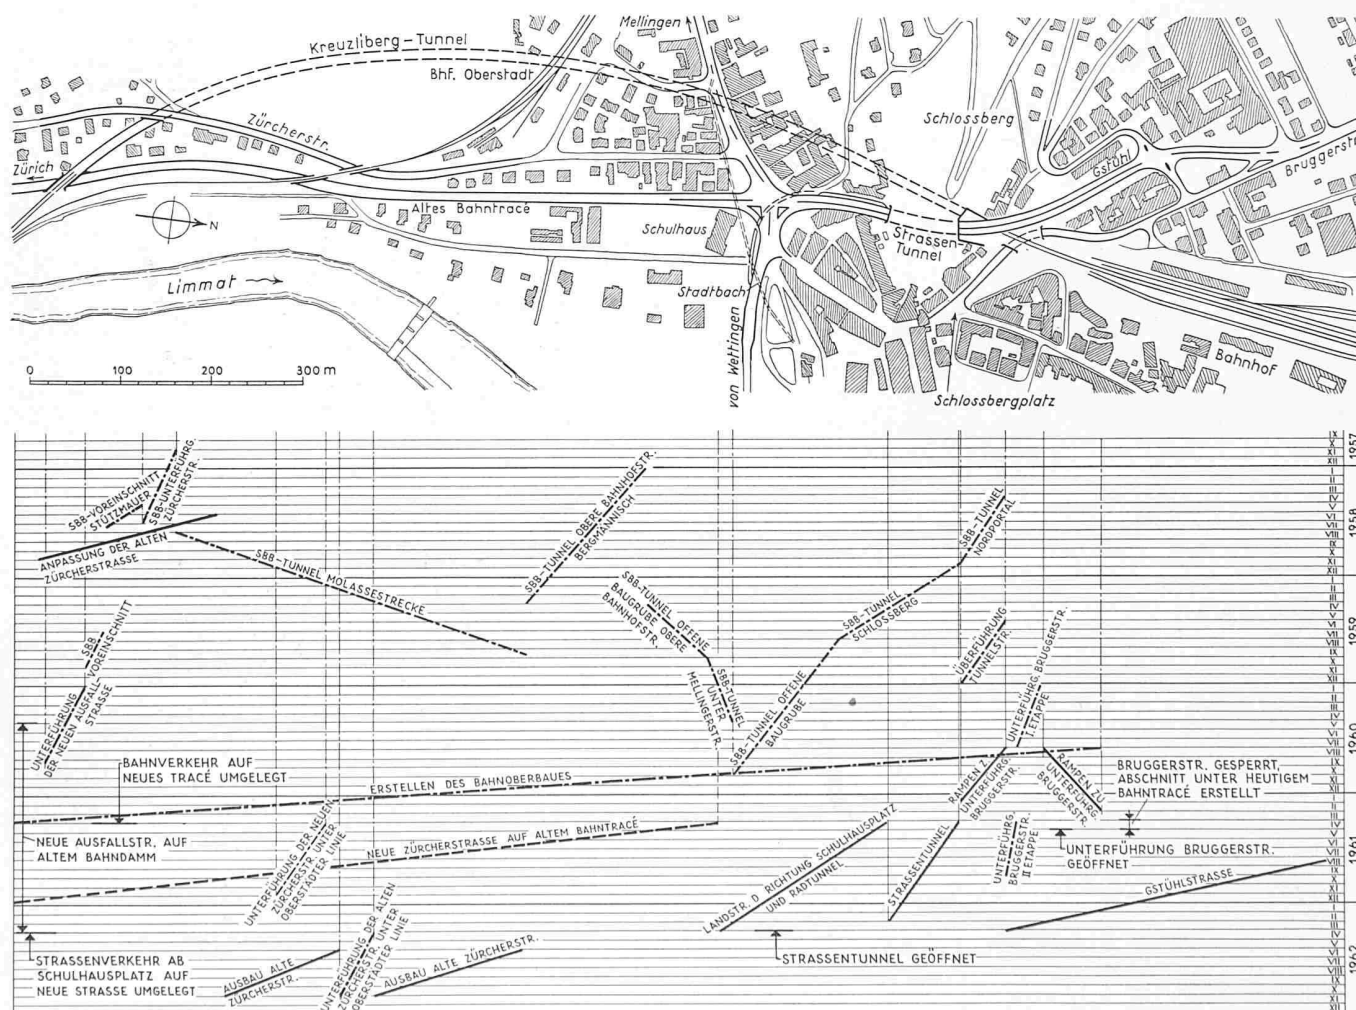 Mellingen
Kreuzliberg-Tunnel
Bhf. Oberstadt
Zürcherstr.
Zürich
Schlossberg
Gstühl
Bruggerstr.
Altes Bahntracé
N
Schulhaus
Strassen-
Tunnel
Limmat
Stadtbach
von Wettingen
Bahnhof
Schlossbergplatz
0 100 200 300 m
SBB-VOREINSCHNITT
STÜTZMAUER
SBB-UNTERFÜHRG.
ZÜRCHERSTR.
ANPASSUNG DER ALTEN
ZÜRCHERSTRASSE
SBB-TUNNEL MOLASSESTRECKE
SBB-TUNNEL OBERE BAHNHOFSTR.
BERGMÄNNISCH
SBB-TUNNEL OFFENE
BAUGRUBE OBERE
BAHNHOFSTR.
SBB-TUNNEL
UNTER
MELLINGERSTR.
SBB-TUNNEL OFFENE
BAUGRUBE
SBB-TUNNEL
SCHLOSSBERG
SBB-TUNNEL
NORDPORTAL
ÜBERFÜHRUNG
TUNNELSTR.
UNTERFÜHRG. BRUGGERSTR.
I. ETAPPE
SBB
VOREINSCHNITT
UNTERFÜHRUNG
DER NEUEN AUSFALL-
STRASSE
BAHNVERKEHR AUF
NEUES TRACÉ UMGELEGT
ERSTELLEN DES BAHNOBERBAUES
RAMPEN Z.
UNTERFÜHRG.
BRUGGERSTR.
RAMPEN ZU
UNTERFÜHRG.
BRUGGERSTR.
BRUGGERSTR. GESPERRT,
ABSCHNITT UNTER HEUTIGEM
BAHNTRACÉ ERSTELLT
NEUE AUSFALLSTR. AUF
ALTEM BAHNDAMM
UNTERFÜHRUNG DER NEUEN
ZÜRCHERSTR. UNTER
OBERSTÄDTER LINIE
NEUE ZÜRCHERSTRASSE AUF ALTEM BAHNTRACÉ
LANDSTR. D RICHTUNG SCHULHAUSPLATZ
UND RADTUNNEL
STRASSENTUNNEL
UNTERFÜHRG.
BRUGGERSTR.
II ETAPPE
UNTERFÜHRUNG BRUGGERSTR.
GEÖFFNET
GSTÜHLSTRASSE
STRASSENVERKEHR AB
SCHULHAUSPLATZ AUF
NEUE STRASSE UMGELEGT
AUSBAU ALTE
ZÜRCHERSTR.
UNTERFÜHRUNG DER ALTEN
ZÜRCHERSTR. UNTER
OBERSTÄDTER LINIE
AUSBAU ALTE ZÜRCHERSTR.
STRASSENTUNNEL GEÖFFNET
1957
1958
1959
1960
1961
1962